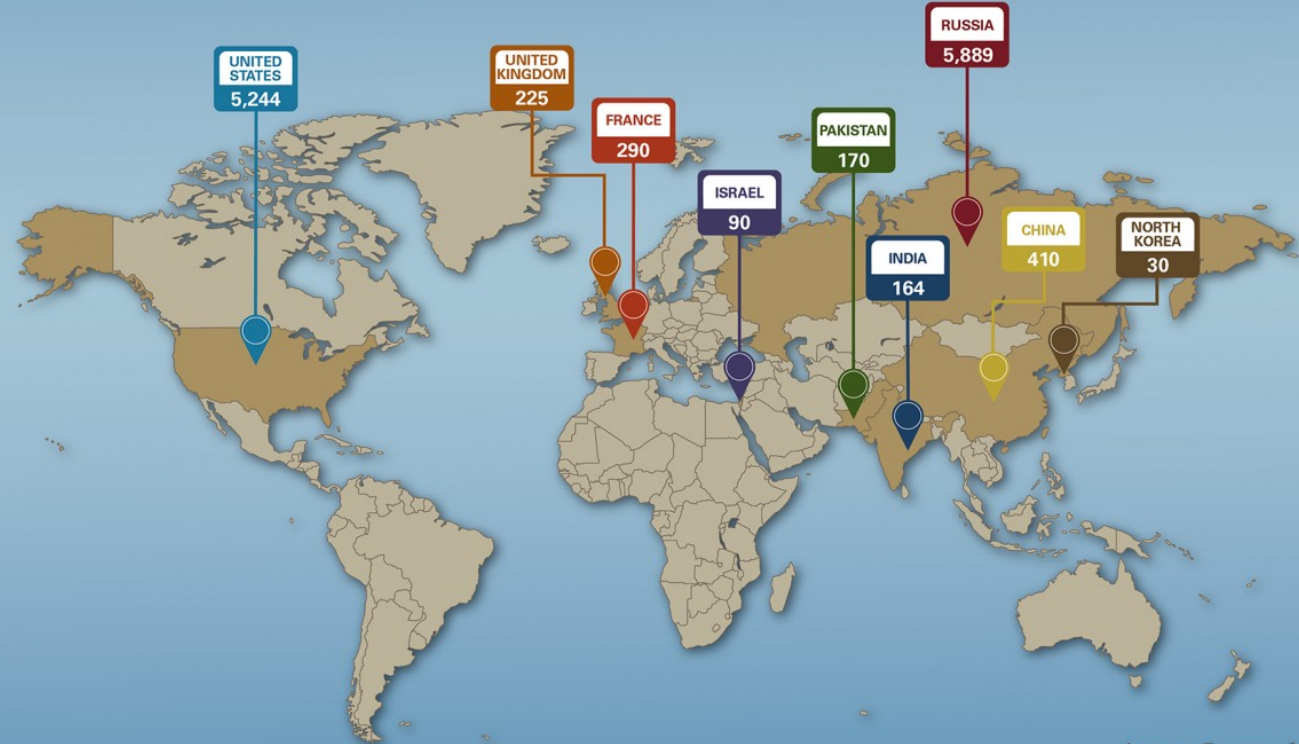 UNITED
STATES
5,244
UNITED
KINGDOM
225
FRANCE
290
ISRAEL
90
PAKISTAN
170
RUSSIA
5,889
INDIA
164
CHINA
410
NORTH
KOREA
30